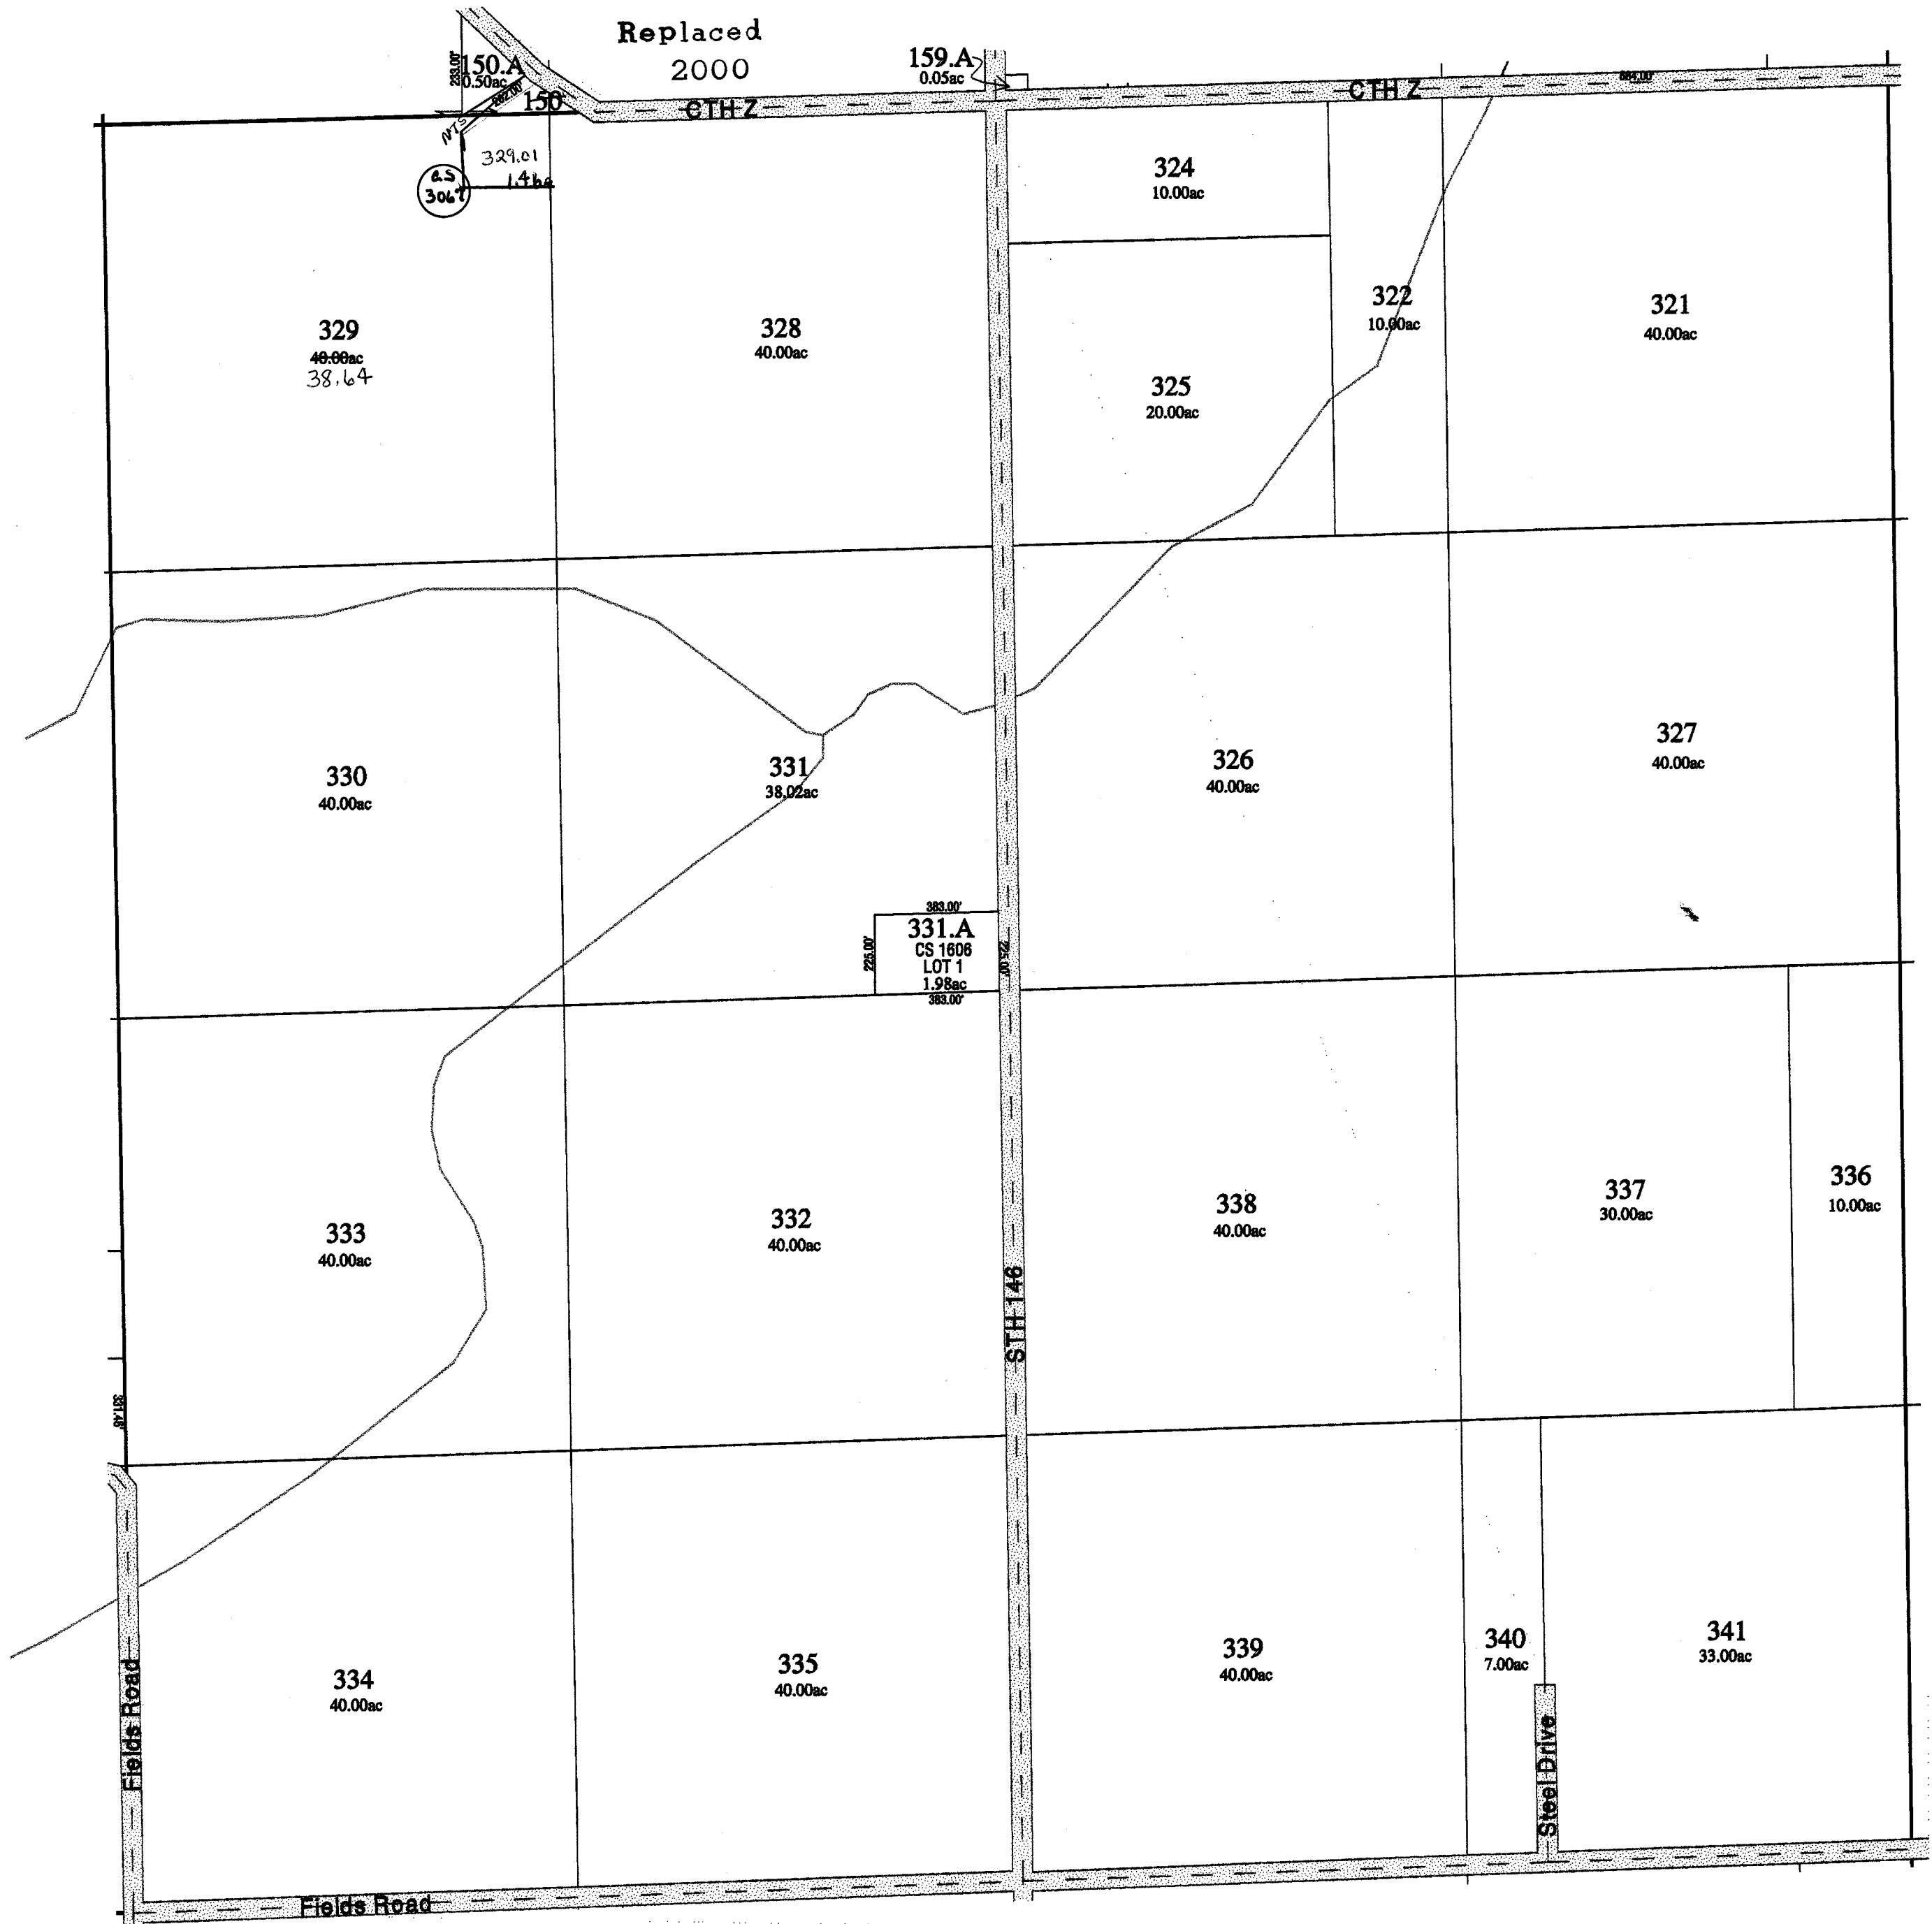 Replaced
2000
233.00'
150.A
0.50ac
150
159.A
0.05ac
CTH Z
CTH Z
NTS
329.01
324
10.00ac
322
10.00ac
321
40.00ac
329
40.00ac
38.64
328
40.00ac
325
20.00ac
330
40.00ac
331
38.02ac
326
40.00ac
327
40.00ac
383.00'
331.A
CS 1606
LOT 1
1.98ac
383.00'
225.00'
225.00'
333
40.00ac
332
40.00ac
338
40.00ac
337
30.00ac
336
10.00ac
STH 146
334
40.00ac
335
40.00ac
339
40.00ac
340
7.00ac
341
33.00ac
Fields Road
Steel Drive
Fields Road